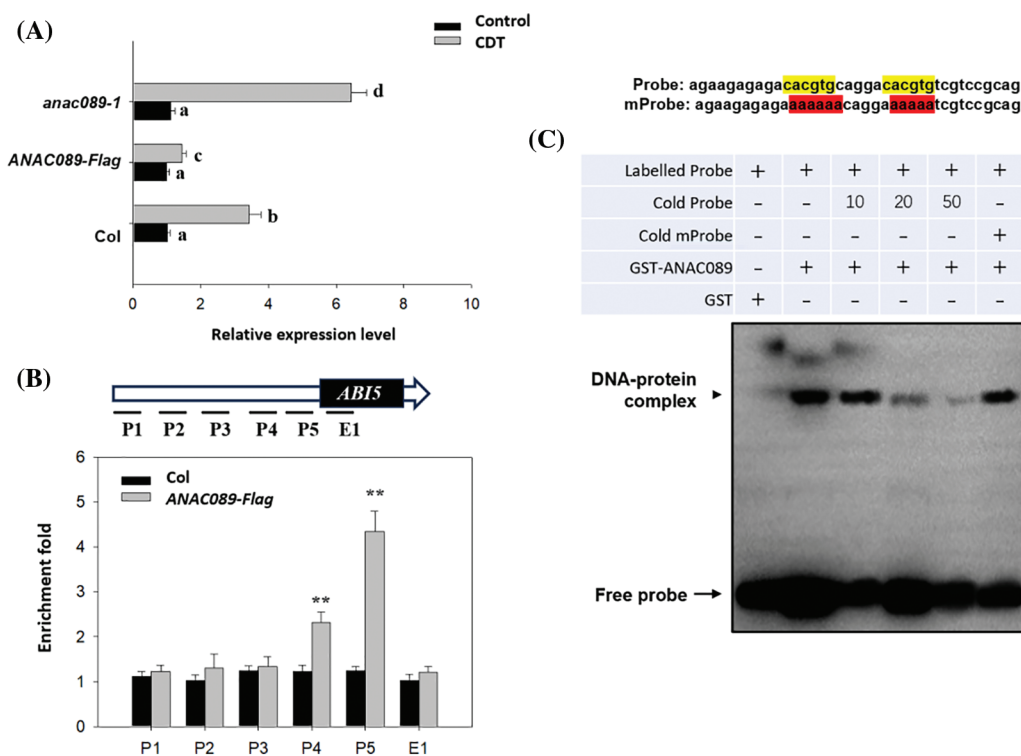 (A)
Control
CDT
anac089-1
d
a
ANAC089-Flag
c
a
Col
b
a
0 2 4 6 8 10
Relative expression level
(B)
ABI5
P1 P2 P3 P4 P5 E1
6
5
4
3
2
1
0
Enrichment fold
Col
ANAC089-Flag
**
**
P1 P2 P3 P4 P5 E1
Probe: agaagagagacacgtgcaggacacgtgtcgtccgcag
mProbe: agaagagagaaaaaaacaggaaaaaatcgtccgcag
(C)
Labelled Probe + + + + + +
Cold Probe – – 10 20 50 –
Cold mProbe – – – – – +
GST-ANAC089 – + + + + +
GST + – – – – –
DNA-protein
complex
Free probe